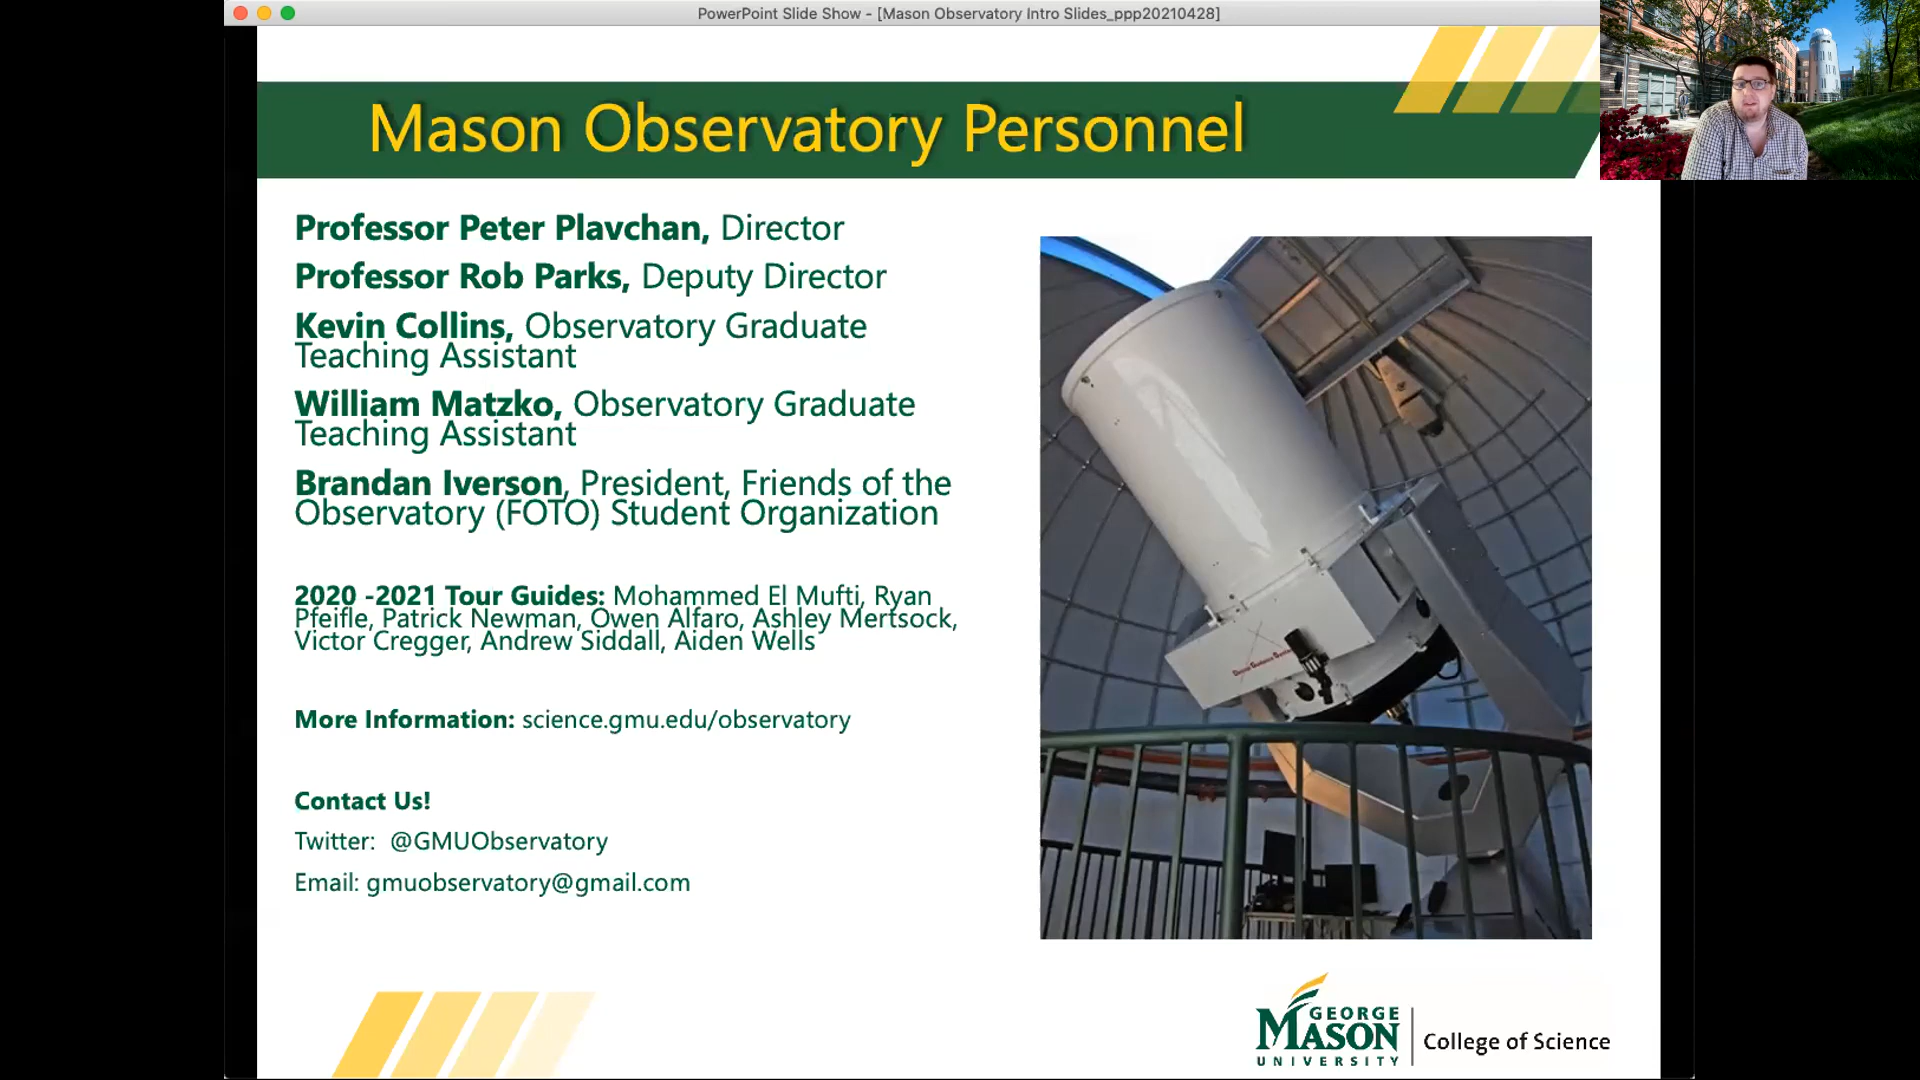 PowerPoint Slide Show - [Mason Observatory Intro Slides_ppp20210428]
Mason Observatory Personnel
Professor Peter Plavchan, Director
Professor Rob Parks, Deputy Director
Kevin Collins, Observatory Graduate
Teaching Assistant
William Matzko, Observatory Graduate
Teaching Assistant
Brandan Iverson, President, Friends of the
Observatory (FOTO) Student Organization
2020 -2021 Tour Guides: Mohammed El Mufti, Ryan
Pfeifle, Patrick Newman, Owen Alfaro, Ashley Mertsock,
Victor Cregger, Andrew Siddall, Aiden Wells
More Information: science.gmu.edu/observatory
Contact Us!
Twitter: @GMUObservatory
Email: gmuobservatory@gmail.com
GEORGE
MASON
UNIVERSITY
College of Science